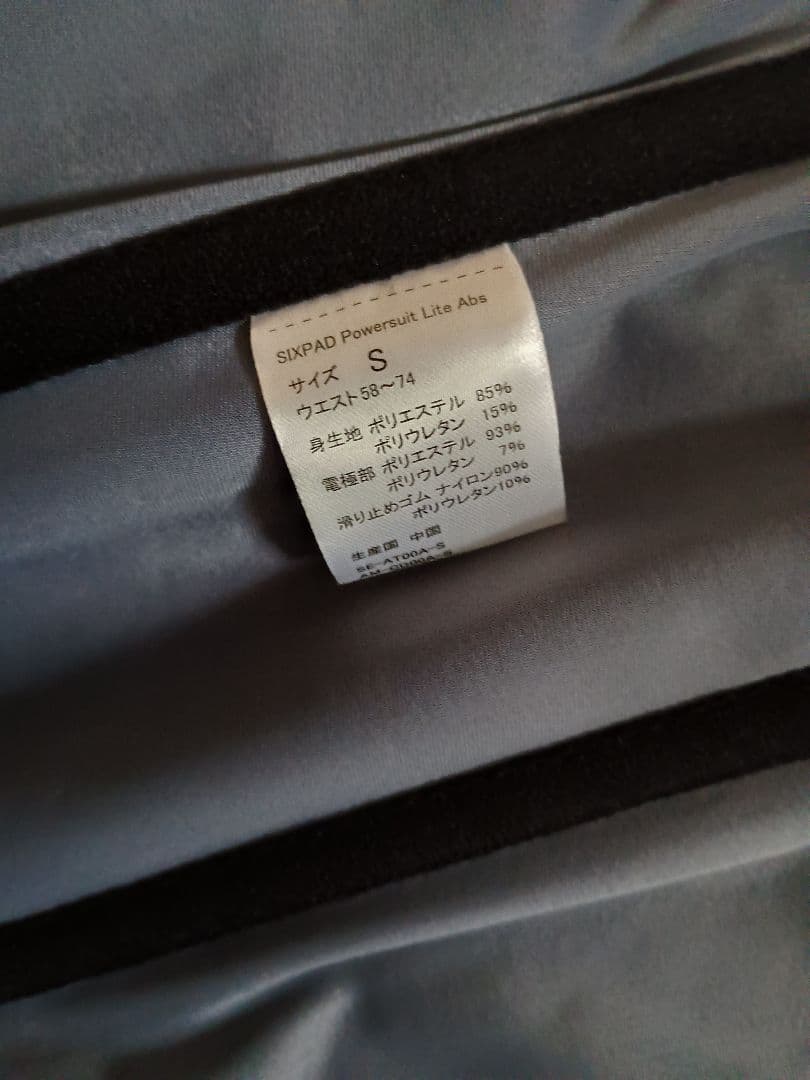 SIXPAD Powersuit Lite Abs
サイズ S
ウエスト58～74
身生地 ポリエステル 85%
ポリウレタン 15%
電極部 ポリエステル 93%
ポリウレタン 7%
滑り止めゴム ナイロン90%
ポリウレタン10%
生産国 中国
SE-AT00A-S